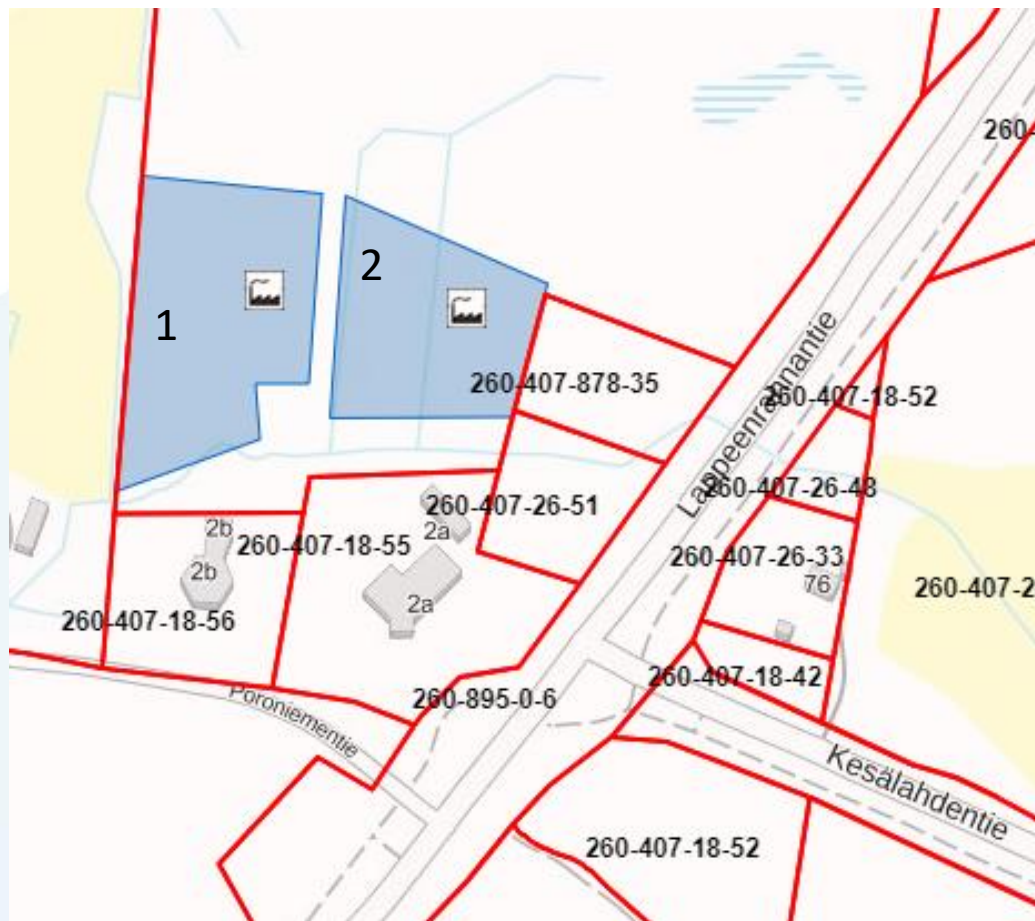 260-
2
1
260-407-878-35
Lappeenrannantie
260-407-18-52
260-407-26-48
260-407-26-51
2a
2b
260-407-18-55
2b
2a
260-407-26-33
76
260-407-2
260-407-18-56
260-407-18-42
Poroniementie
260-895-0-6
Kesälahdentie
260-407-18-52